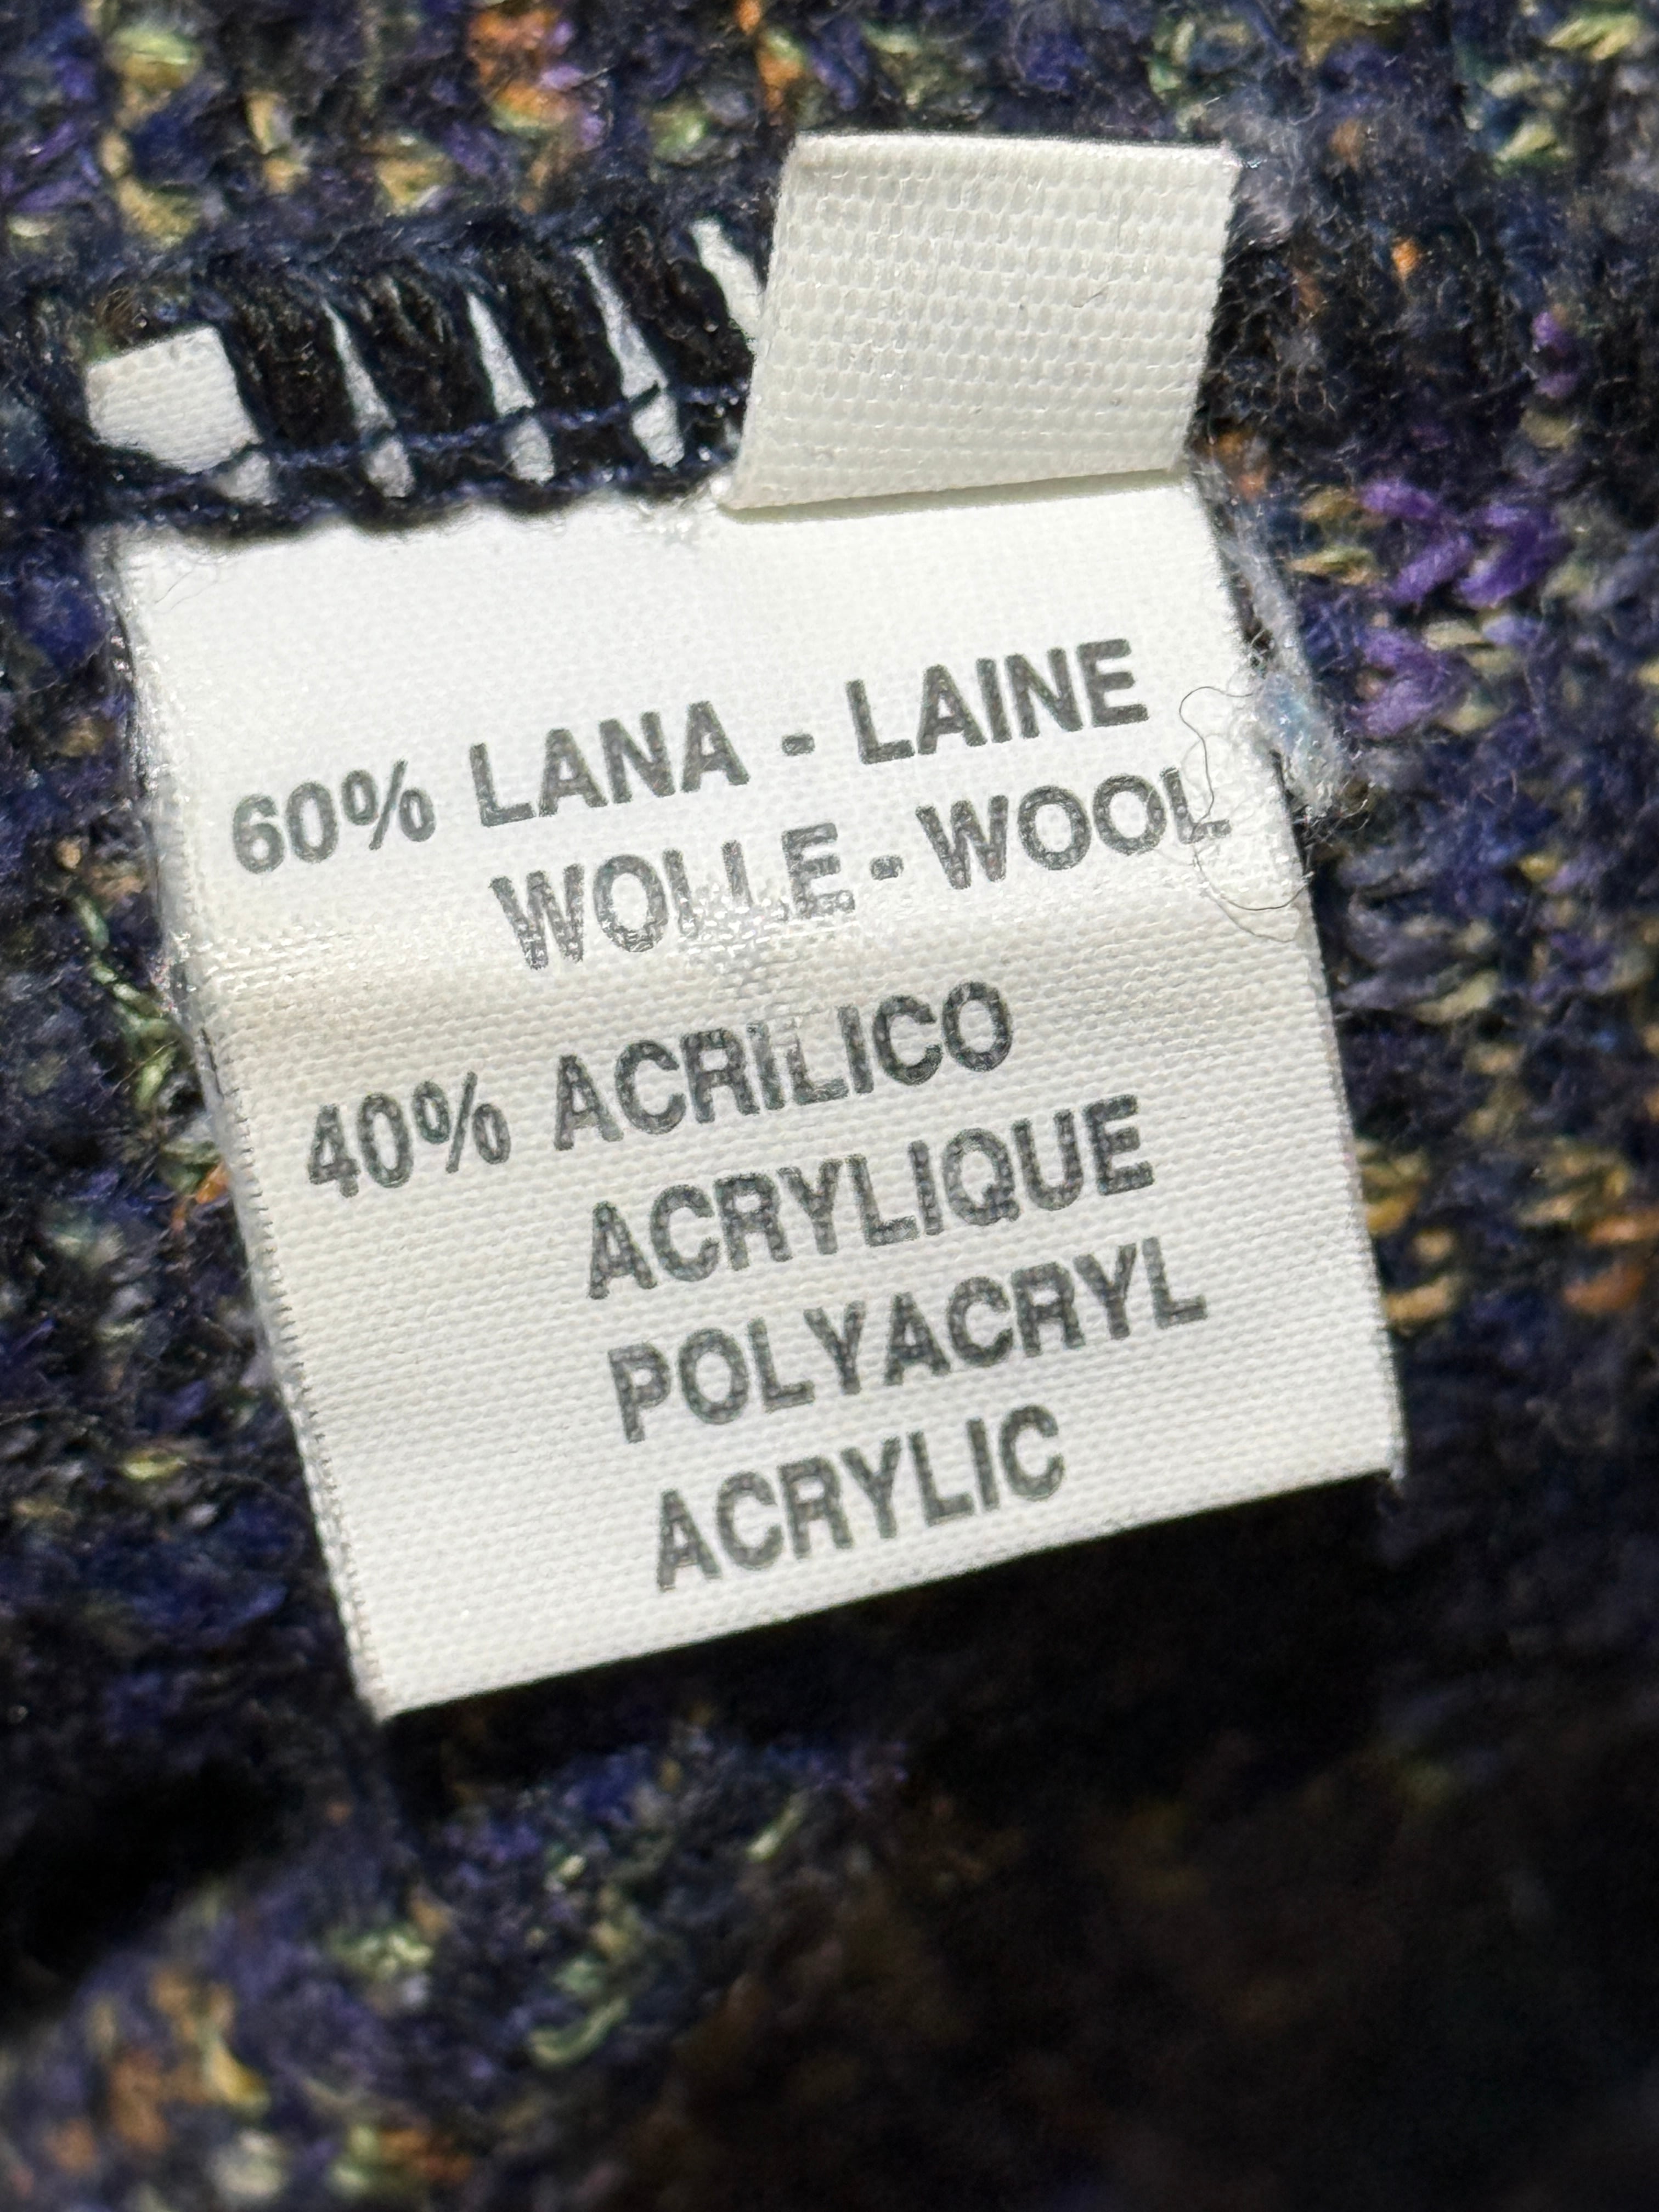 60% LANA - LAINE
WOLLE - WOOL
40% ACRILICO
ACRYLIQUE
POLYACRYL
ACRYLIC